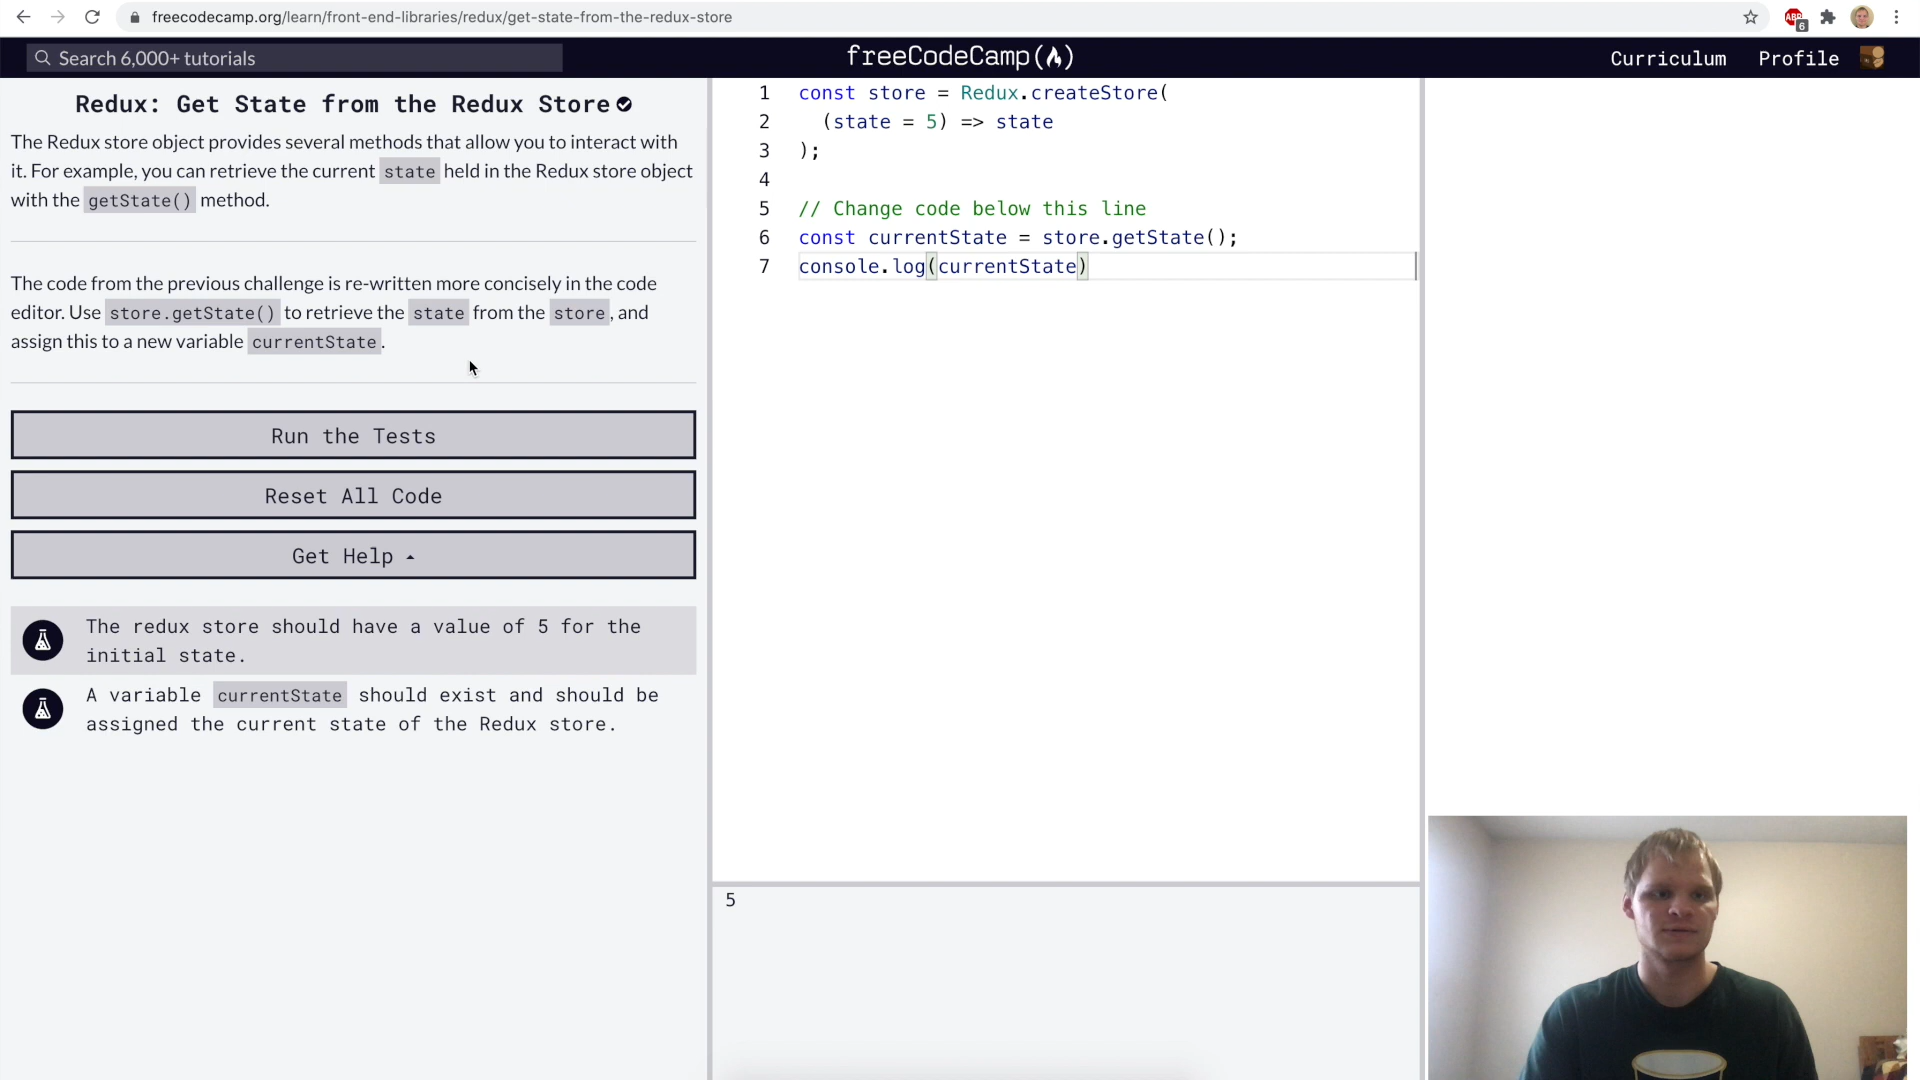 freecodecamp.org/learn/front-end-libraries/redux/get-state-from-the-redux-store
ABP
6
Search 6,000+ tutorials
freeCodeCamp
Curriculum
Profile
Redux: Get State from the Redux Store
The Redux store object provides several methods that allow you to interact with
it. For example, you can retrieve the current state held in the Redux store object
with the getState() method.
The code from the previous challenge is re-written more concisely in the code
editor. Use store.getState() to retrieve the state from the store, and
assign this to a new variable currentState.
Run the Tests
Reset All Code
Get Help
The redux store should have a value of 5 for the
initial state.
A variable currentState should exist and should be
assigned the current state of the Redux store.
1 const store = Redux.createStore(
2 (state = 5) => state
3 );
4
5 // Change code below this line
6 const currentState = store.getState();
7 console.log(currentState)
5